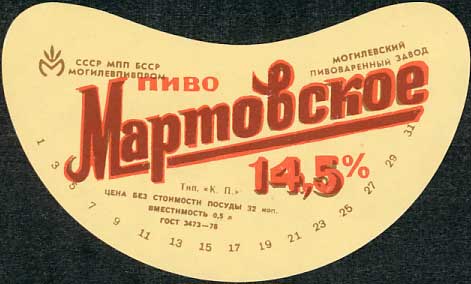 СССР МПП БССР
МОГИЛЕВПИВПРОМ
МОГИЛЕВСКИЙ
ПИВОВАРЕННЫЙ ЗАВОД
ПИВО
Мартовское
14,5%
Тип. «К. П.»
ЦЕНА БЕЗ СТОИМОСТИ ПОСУДЫ 32 коп.
ВМЕСТИМОСТЬ 0,5 л
ГОСТ 3473—78
1 3 5 7 9 11 13 15 17 19 21 23 25 27 29 31